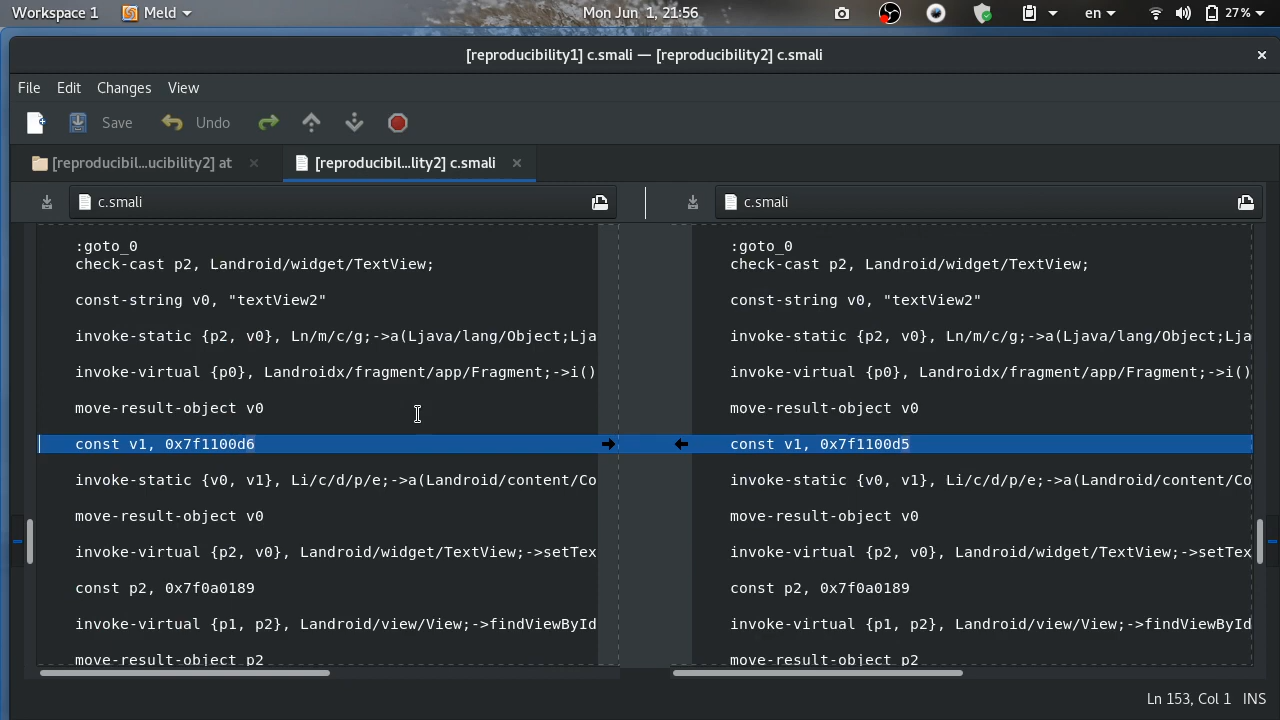 Workspace 1 Meld Mon Jun 1, 21:56 en 27%
[reproducibility1] c.smali — [reproducibility2] c.smali
File Edit Changes View
Save Undo
[reproducibil...ucibility2] at [reproducibil...lity2] c.smali
c.smali c.smali
:goto_0
check-cast p2, Landroid/widget/TextView;
const-string v0, "textView2"
invoke-static {p2, v0}, Ln/m/c/g;->a(Ljava/lang/Object;Lja
invoke-virtual {p0}, Landroidx/fragment/app/Fragment;->i()
move-result-object v0
const v1, 0x7f1100d6
invoke-static {v0, v1}, Li/c/d/p/e;->a(Landroid/content/Co
move-result-object v0
invoke-virtual {p2, v0}, Landroid/widget/TextView;->setTex
const p2, 0x7f0a0189
invoke-virtual {p1, p2}, Landroid/view/View;->findViewById
move-result-object p2
:goto_0
check-cast p2, Landroid/widget/TextView;
const-string v0, "textView2"
invoke-static {p2, v0}, Ln/m/c/g;->a(Ljava/lang/Object;Lja
invoke-virtual {p0}, Landroidx/fragment/app/Fragment;->i()
move-result-object v0
const v1, 0x7f1100d5
invoke-static {v0, v1}, Li/c/d/p/e;->a(Landroid/content/Co
move-result-object v0
invoke-virtual {p2, v0}, Landroid/widget/TextView;->setTex
const p2, 0x7f0a0189
invoke-virtual {p1, p2}, Landroid/view/View;->findViewById
move-result-object p2
Ln 153, Col 1 INS